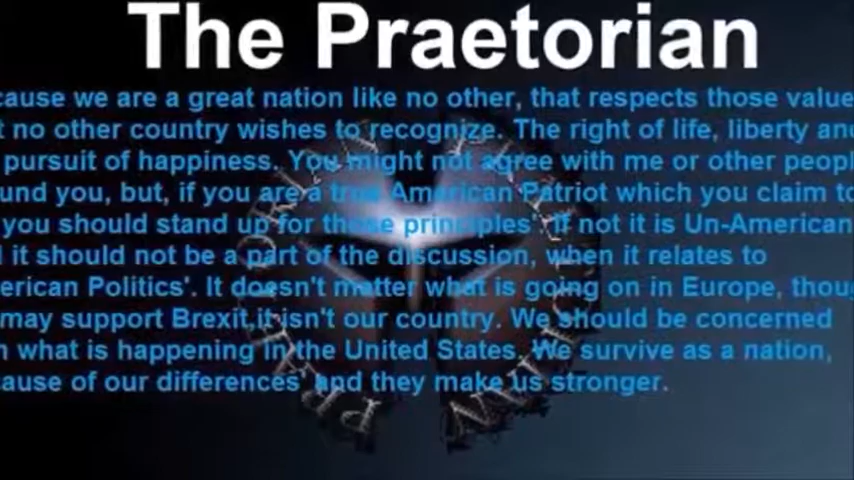 The Praetorian
cause we are a great nation like no other, that respects those value
t no other country wishes to recognize. The right of life, liberty and
pursuit of happiness. You might not agree with me or other peopl
und you, but, if you are a true American Patriot which you claim to
you should stand up for those principles'. If not it is Un-American
it should not be a part of the discussion, when it relates to
erican Politics'. It doesn't matter what is going on in Europe, thoug
may support Brexit,it isn't our country. We should be concerned
h what is happening in the United States. We survive as a nation,
ause of our differences' and they make us stronger.